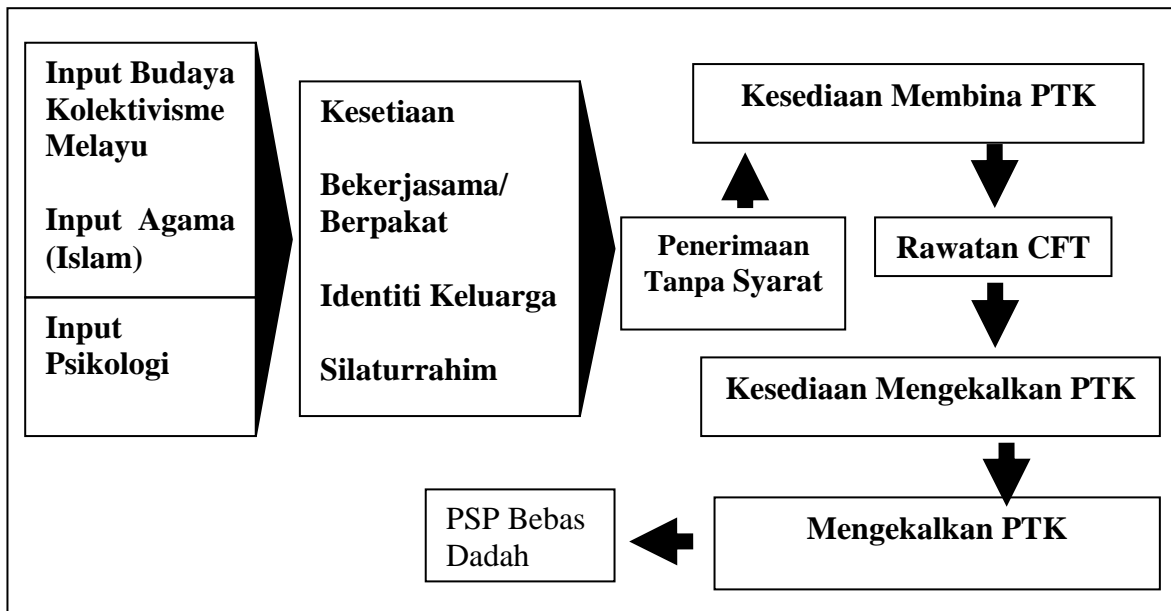 Input Budaya
Kolektivisme
Melayu
Input Agama
(Islam)
Input
Psikologi
Kesetiaan
Bekerjasama/
Berpakat
Identiti Keluarga
Silaturrahim
Penerimaan
Tanpa Syarat
Kesediaan Membina PTK
Rawatan CFT
Kesediaan Mengekalkan PTK
Mengekalkan PTK
PSP Bebas
Dadah